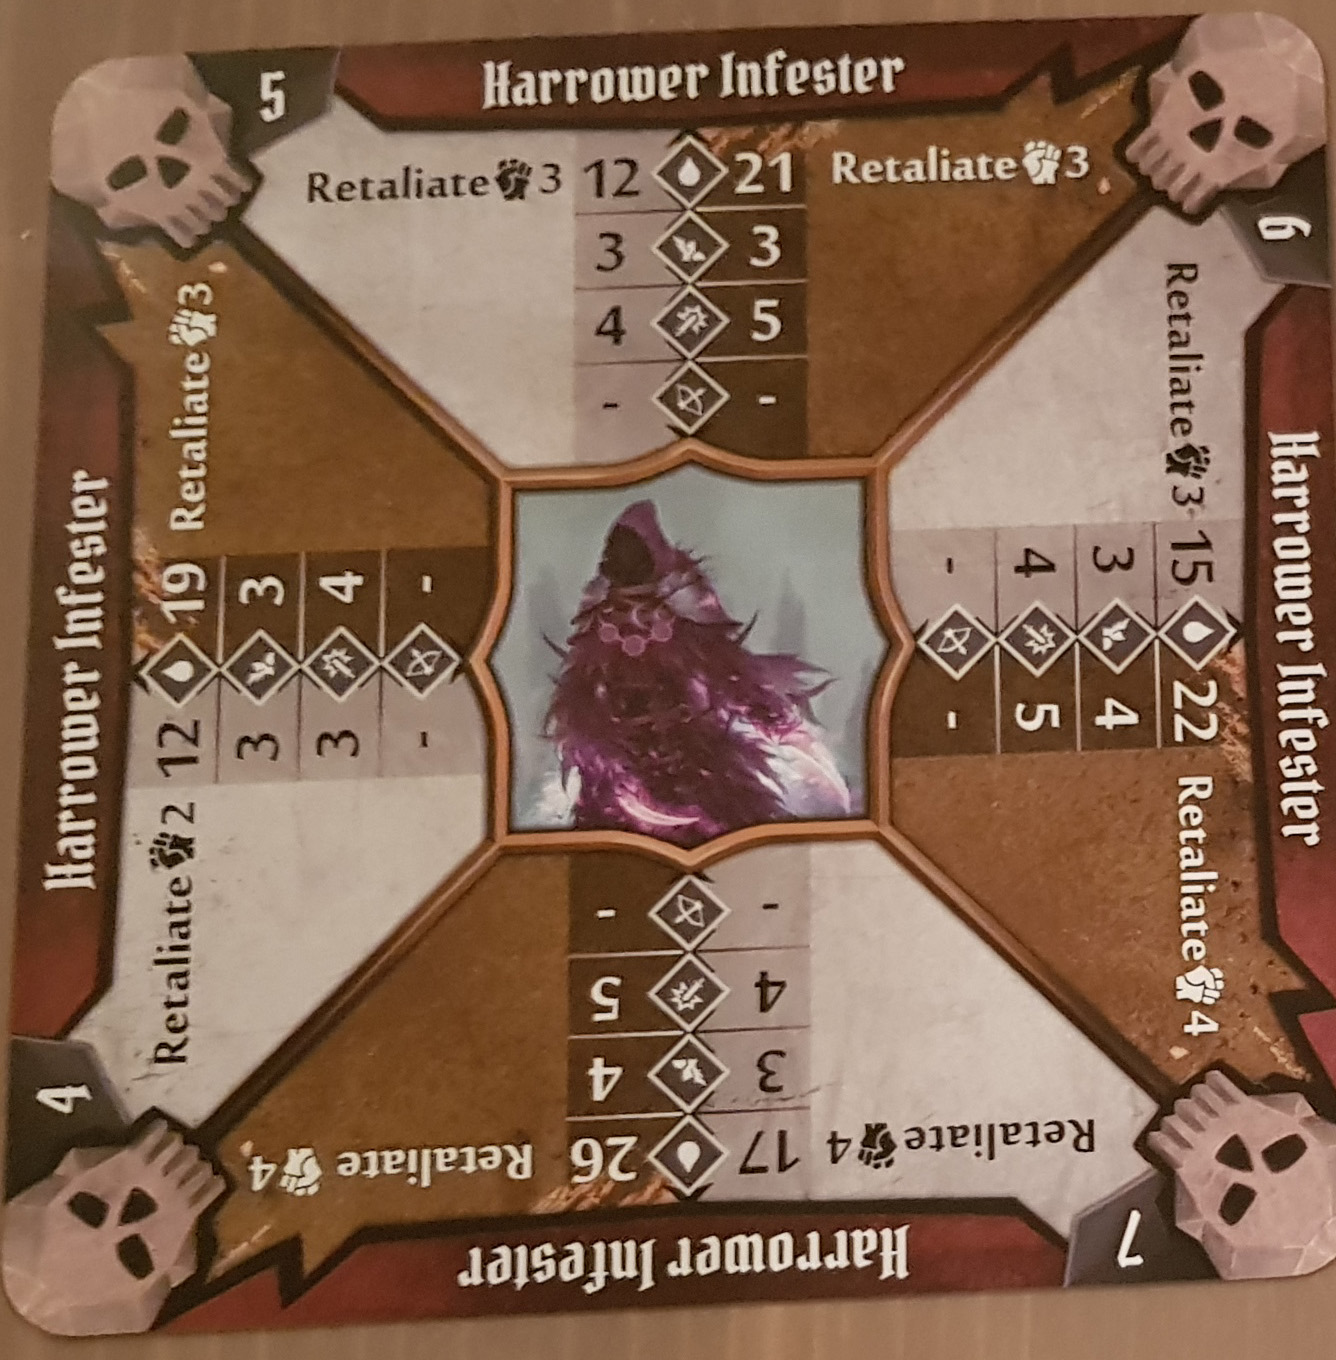 5
Harrower Infester
Retaliate 3 12 21 Retaliate 3
3 3
4 5
- -
6
Harrower Infester
Retaliate 3 15 22 Retaliate 4
3 4
4 5
- -
7
Harrower Infester
Retaliate 4 17 26 Retaliate 4
3 4
4 5
- -
4
Harrower Infester
Retaliate 2 12 19 Retaliate 3
3 3
3 4
- -